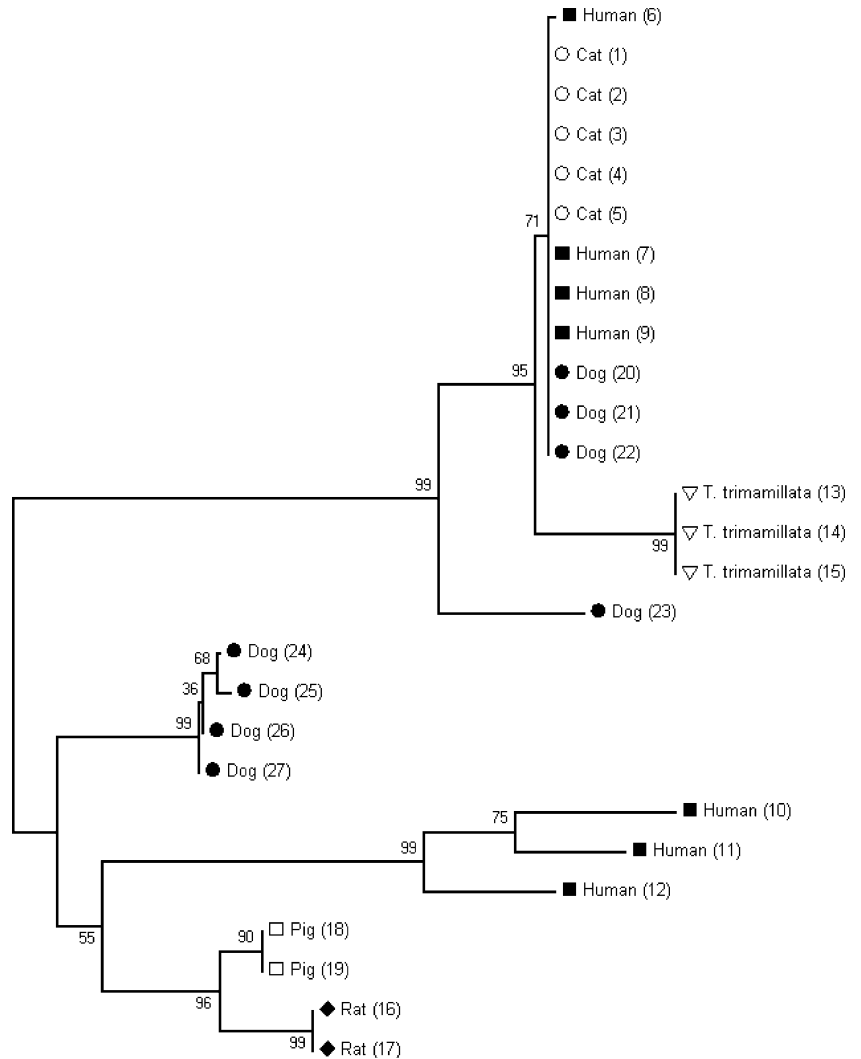 Human (6)
Cat (1)
Cat (2)
Cat (3)
Cat (4)
Cat (5)
71
Human (7)
Human (8)
Human (9)
95
Dog (20)
Dog (21)
Dog (22)
99
T. trimamillata (13)
T. trimamillata (14)
99
T. trimamillata (15)
Dog (23)
68
Dog (24)
36
Dog (25)
99
Dog (26)
Dog (27)
75
Human (10)
99
Human (11)
Human (12)
55
90
Pig (18)
Pig (19)
96
Rat (16)
99
Rat (17)